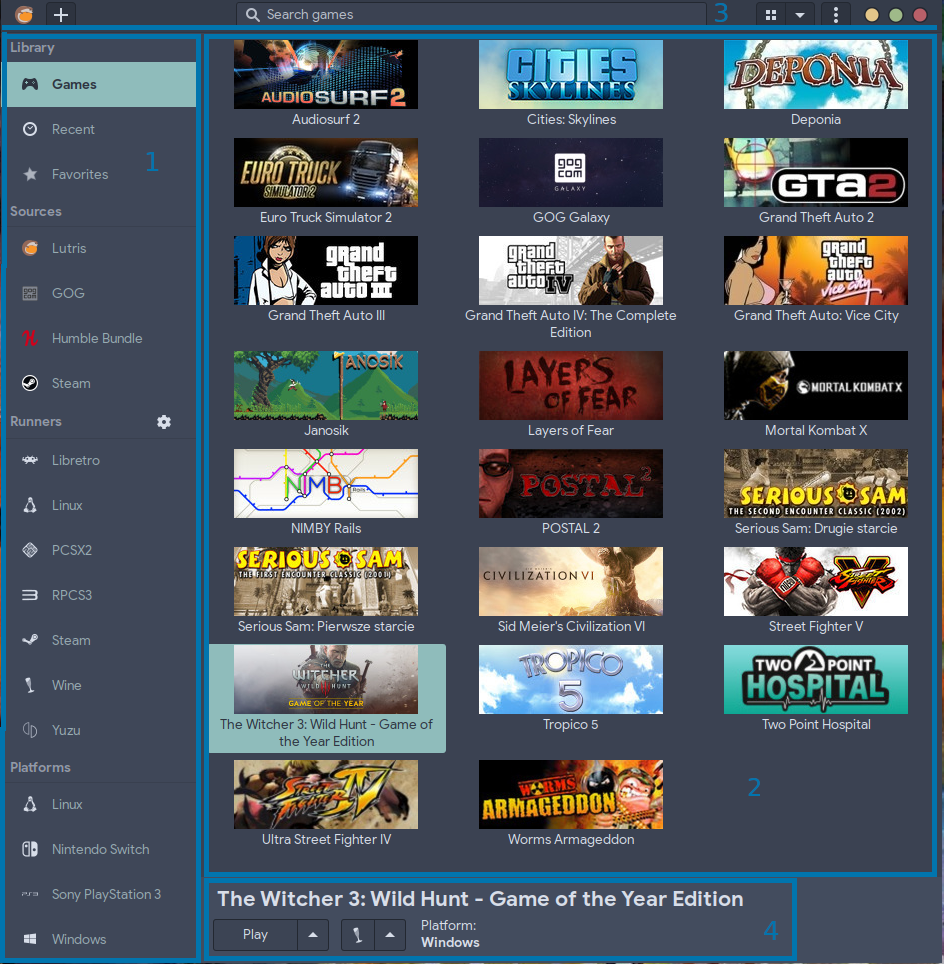 Search games
3
Library
Games
Recent
1
Favorites
Sources
Lutris
GOG
Humble Bundle
Steam
Runners
Libretro
Linux
PCSX2
RPCS3
Steam
Wine
Yuzu
Platforms
Linux
Nintendo Switch
Sony PlayStation 3
Windows
AUDIOSURF 2
Audiosurf 2
CITIES
SKYLINES
Cities: Skylines
DEPONIA
Deponia
EURO TRUCK
SIMULATOR 2
Euro Truck Simulator 2
gog
com
GALAXY
GOG Galaxy
GTA2
Grand Theft Auto 2
grand
theft
auto III
Grand Theft Auto III
grand
theft
auto IV
Grand Theft Auto IV: The Complete
Edition
grand
theft
auto
vice city
Grand Theft Auto: Vice City
JANOSIK
Janosik
LAYERS
OF FEAR
Layers of Fear
MORTAL KOMBAT X
Mortal Kombat X
NIMBY Rails
NIMBY Rails
POSTAL 2
POSTAL 2
SERIOUS SAM
THE SECOND ENCOUNTER CLASSIC (2002)
Serious Sam: Drugie starcie
SERIOUS SAM
THE FIRST ENCOUNTER CLASSIC (2001)
Serious Sam: Pierwsze starcie
SID MEIER'S
CIVILIZATION VI
Sid Meier's Civilization VI
STREET
FIGHTER
V
Street Fighter V
THE
WITCHER
WILD HUNT
GAME OF THE YEAR
The Witcher 3: Wild Hunt - Game of
the Year Edition
TROPICO
5
Tropico 5
TWO POINT
HOSPITAL
Two Point Hospital
STREET
FIGHTER IV
Ultra Street Fighter IV
WORMS
ARMAGEDDON
Worms Armageddon
2
The Witcher 3: Wild Hunt - Game of the Year Edition
Play
Platform:
Windows
4